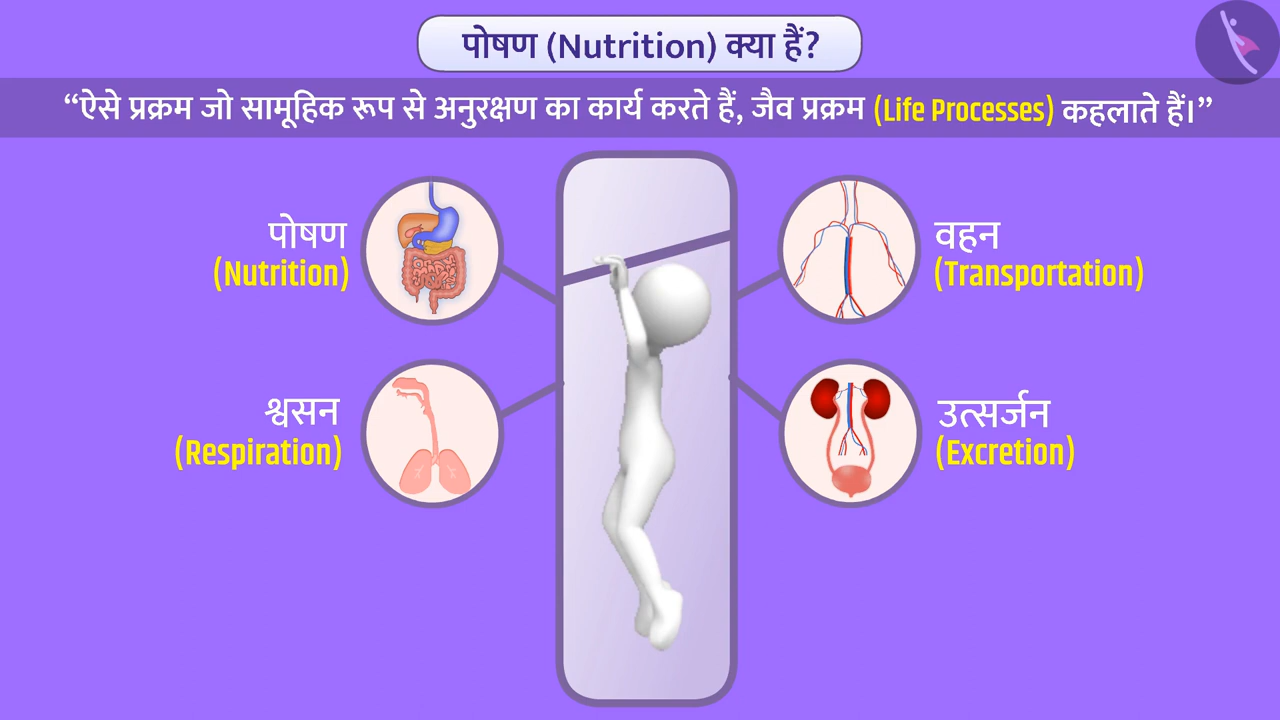 पोषण (Nutrition) क्या हैं?
“ऐसे प्रक्रम जो सामूहिक रूप से अनुरक्षण का कार्य करते हैं, जैव प्रक्रम (Life Processes) कहलाते हैं।”
पोषण
(Nutrition)
वहन
(Transportation)
श्वसन
(Respiration)
उत्सर्जन
(Excretion)